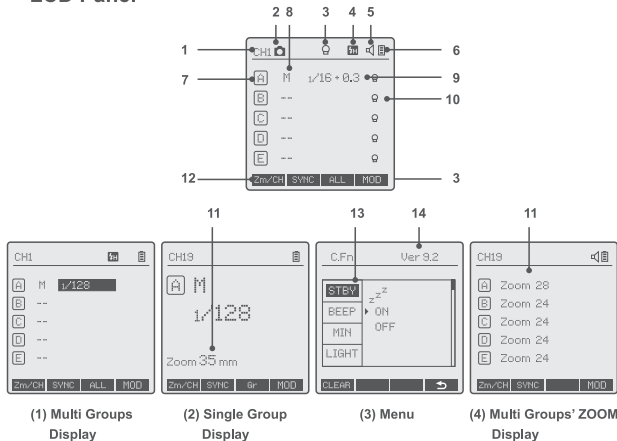 LCD Panel
2 8 3 4 5
1 CH1 6
7 A M 1/16 + 0.3 9
B -- 10
C --
D --
E --
12 Zm/CH SYNC ALL MOD 3
11 13 14 11
CH1
A M 1/128
B --
C --
D --
E --
Zm/CH SYNC ALL MOD
CH19
A M
1/128
Zoom 35 mm
Zm/CH SYNC Gr MOD
C.Fn Ver 9.2
STBY zzZ
BEEP ON
MIN OFF
LIGHT
CLEAR
CH19
A Zoom 28
B Zoom 24
C Zoom 24
D Zoom 24
E Zoom 24
Zm/CH SYNC MOD
(1) Multi Groups
Display
(2) Single Group
Display
(3) Menu
(4) Multi Groups' ZOOM
Display